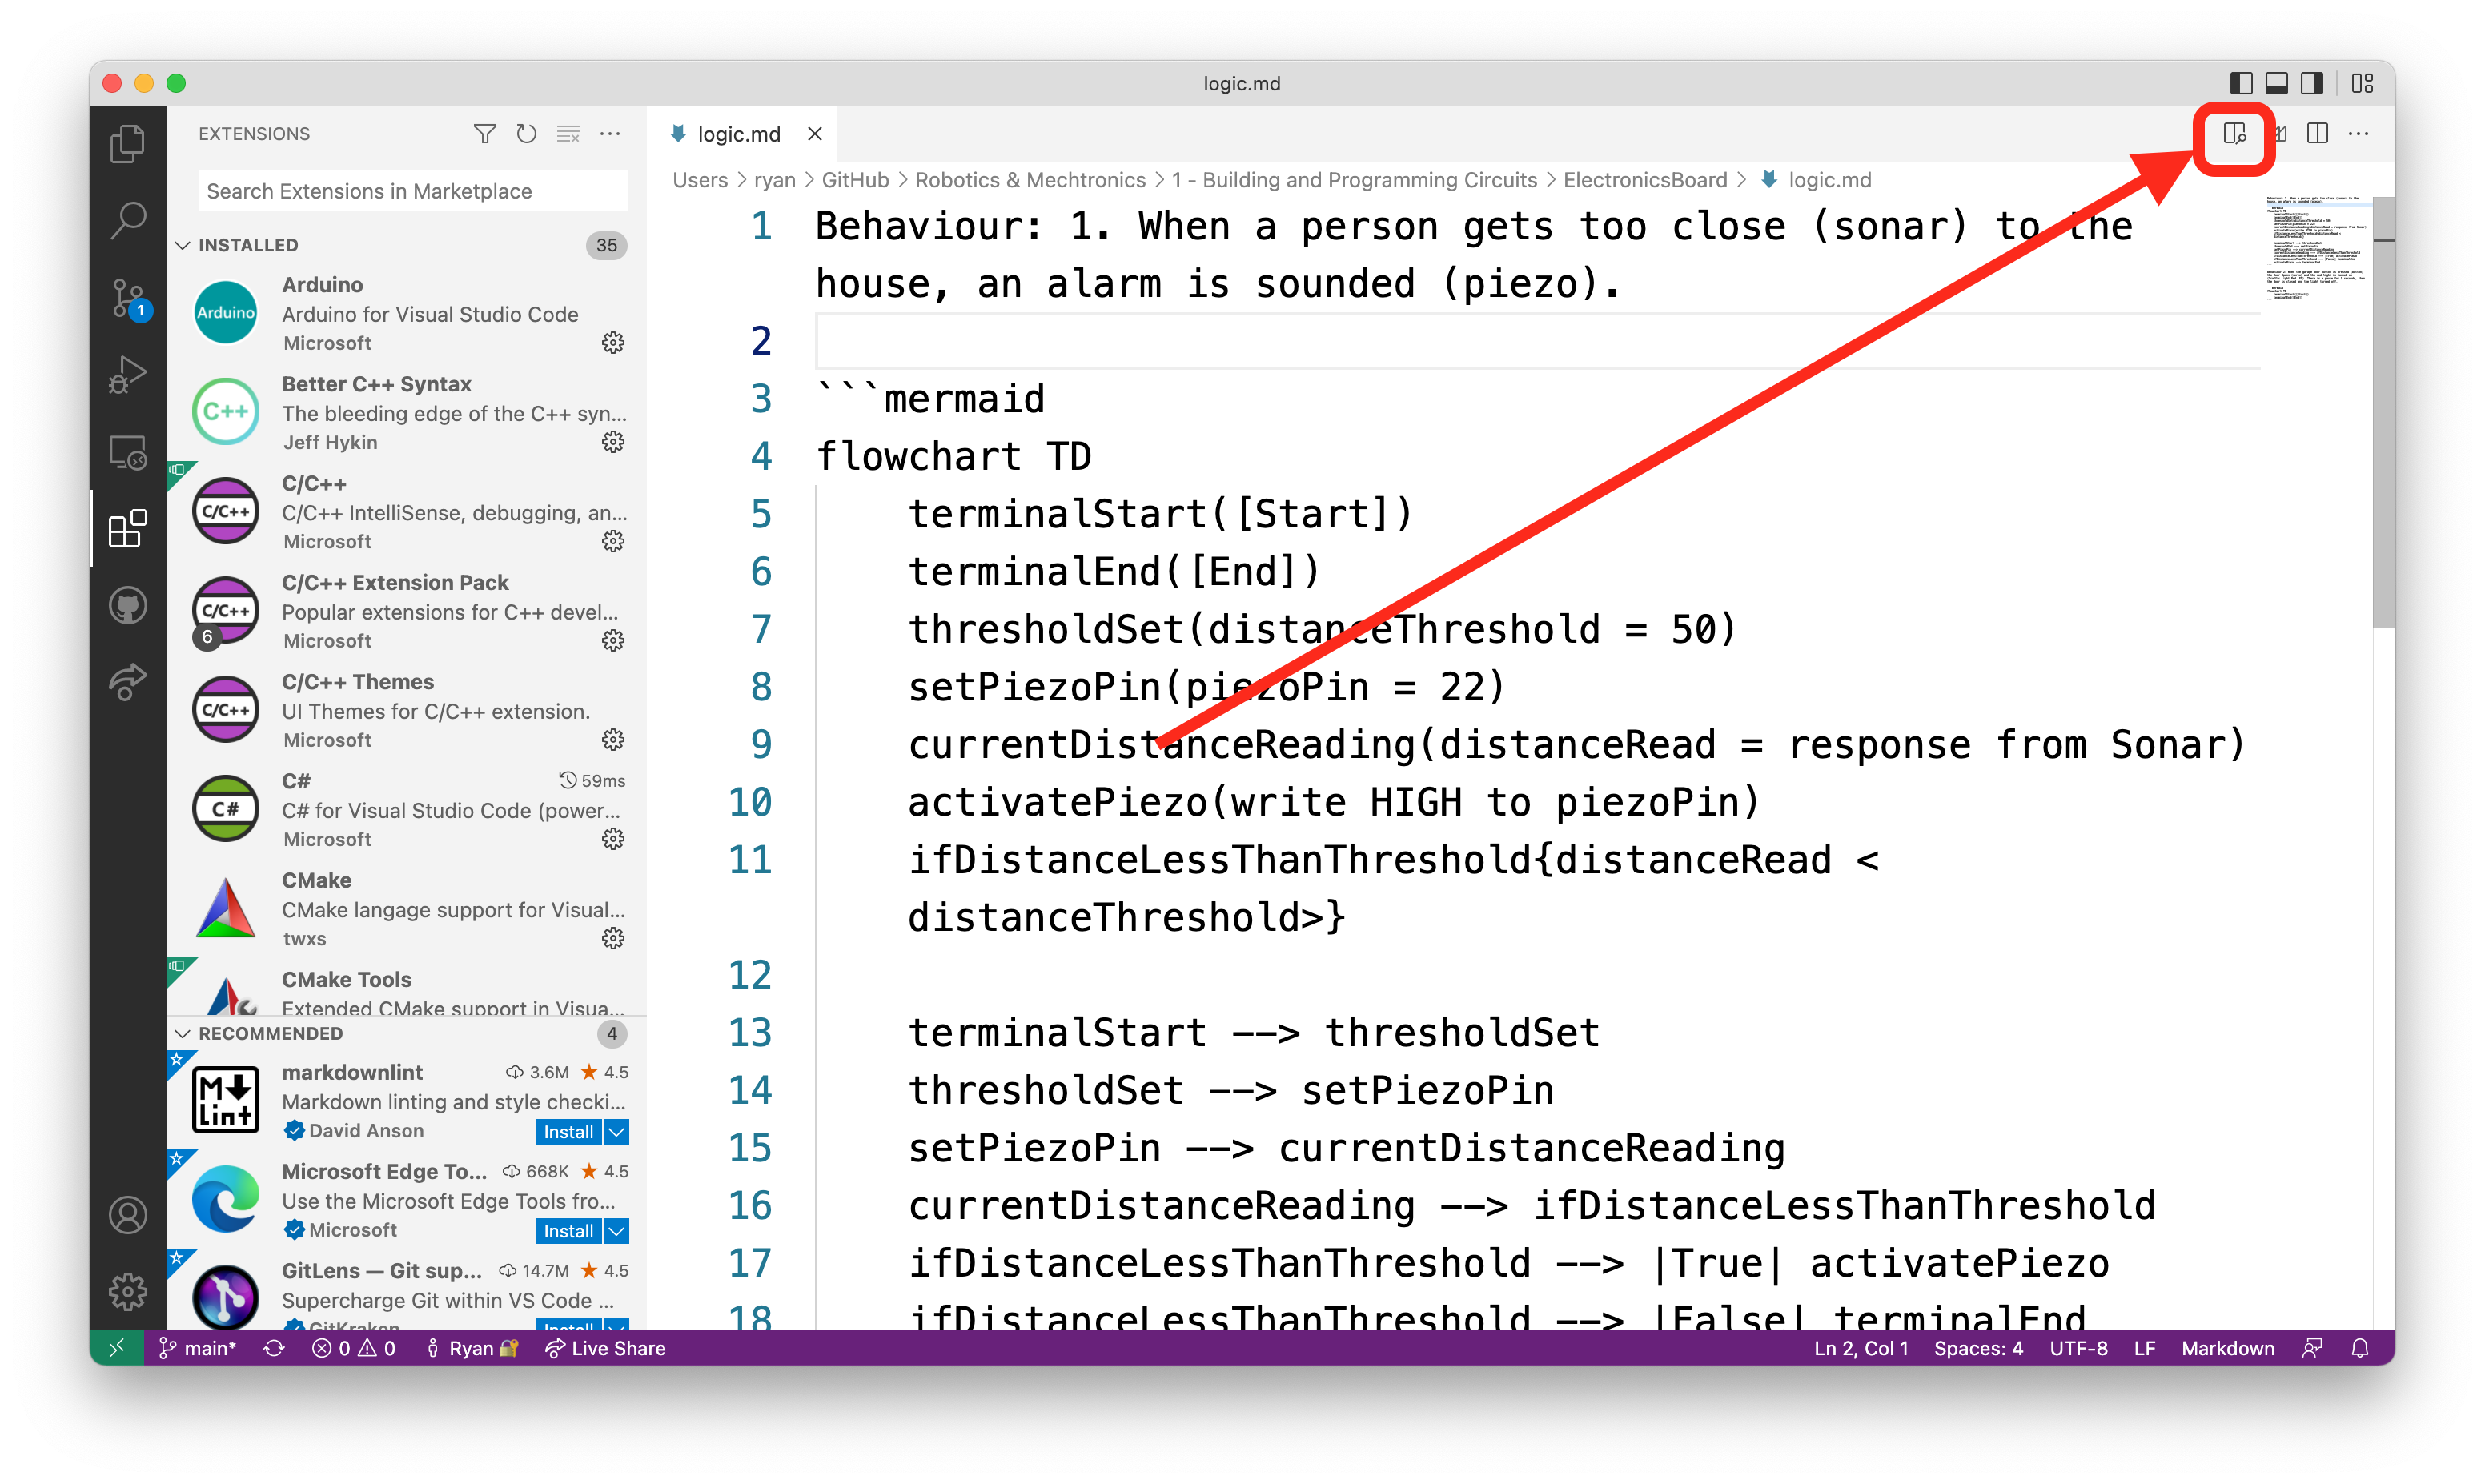 logic.md
EXTENSIONS
Search Extensions in Marketplace
INSTALLED 35
Arduino
Arduino
Arduino for Visual Studio Code
Microsoft
C++
Better C++ Syntax
The bleeding edge of the C++ syn...
Jeff Hykin
C/C++
C/C++
C/C++ IntelliSense, debugging, an...
Microsoft
C/C++
6
C/C++ Extension Pack
Popular extensions for C++ devel...
Microsoft
C/C++
C/C++ Themes
UI Themes for C/C++ extension.
Microsoft
C#
C# 59ms
C# for Visual Studio Code (power...
Microsoft
CMake
CMake langage support for Visual...
twxs
CMake Tools
Extended CMake support in Visua...
RECOMMENDED 4
M
Lint
markdownlint 3.6M 4.5
Markdown linting and style checki...
David Anson Install
Microsoft Edge To... 668K 4.5
Use the Microsoft Edge Tools fro...
Microsoft Install
GitLens — Git sup... 14.7M 4.5
Supercharge Git within VS Code ...
GitKraken Install
1
logic.md
Users > ryan > GitHub > Robotics & Mechtronics > 1 - Building and Programming Circuits > ElectronicsBoard > logic.md
1 Behaviour: 1. When a person gets too close (sonar) to the
house, an alarm is sounded (piezo).
2
3 ```mermaid
4 flowchart TD
5 terminalStart([Start])
6 terminalEnd([End])
7 thresholdSet(distanceThreshold = 50)
8 setPiezoPin(piezoPin = 22)
9 currentDistanceReading(distanceRead = response from Sonar)
10 activatePiezo(write HIGH to piezoPin)
11 ifDistanceLessThanThreshold{distanceRead <
distanceThreshold>}
12
13 terminalStart --> thresholdSet
14 thresholdSet --> setPiezoPin
15 setPiezoPin --> currentDistanceReading
16 currentDistanceReading --> ifDistanceLessThanThreshold
17 ifDistanceLessThanThreshold --> |True| activatePiezo
18 ifDistanceLessThanThreshold --> |False| terminalEnd
main* 0 0 Ryan Live Share Ln 2, Col 1 Spaces: 4 UTF-8 LF Markdown